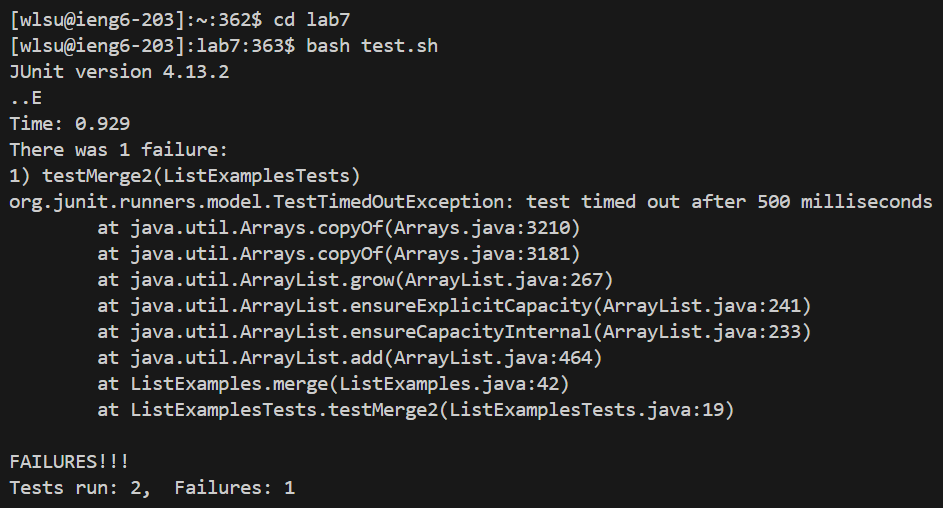 [wlsu@ieng6-203]:~:362$ cd lab7
[wlsu@ieng6-203]:lab7:363$ bash test.sh
JUnit version 4.13.2
..E
Time: 0.929
There was 1 failure:
1) testMerge2(ListExamplesTests)
org.junit.runners.model.TestTimedOutException: test timed out after 500 milliseconds
        at java.util.Arrays.copyOf(Arrays.java:3210)
        at java.util.Arrays.copyOf(Arrays.java:3181)
        at java.util.ArrayList.grow(ArrayList.java:267)
        at java.util.ArrayList.ensureExplicitCapacity(ArrayList.java:241)
        at java.util.ArrayList.ensureCapacityInternal(ArrayList.java:233)
        at java.util.ArrayList.add(ArrayList.java:464)
        at ListExamples.merge(ListExamples.java:42)
        at ListExamplesTests.testMerge2(ListExamplesTests.java:19)

FAILURES!!!
Tests run: 2,  Failures: 1